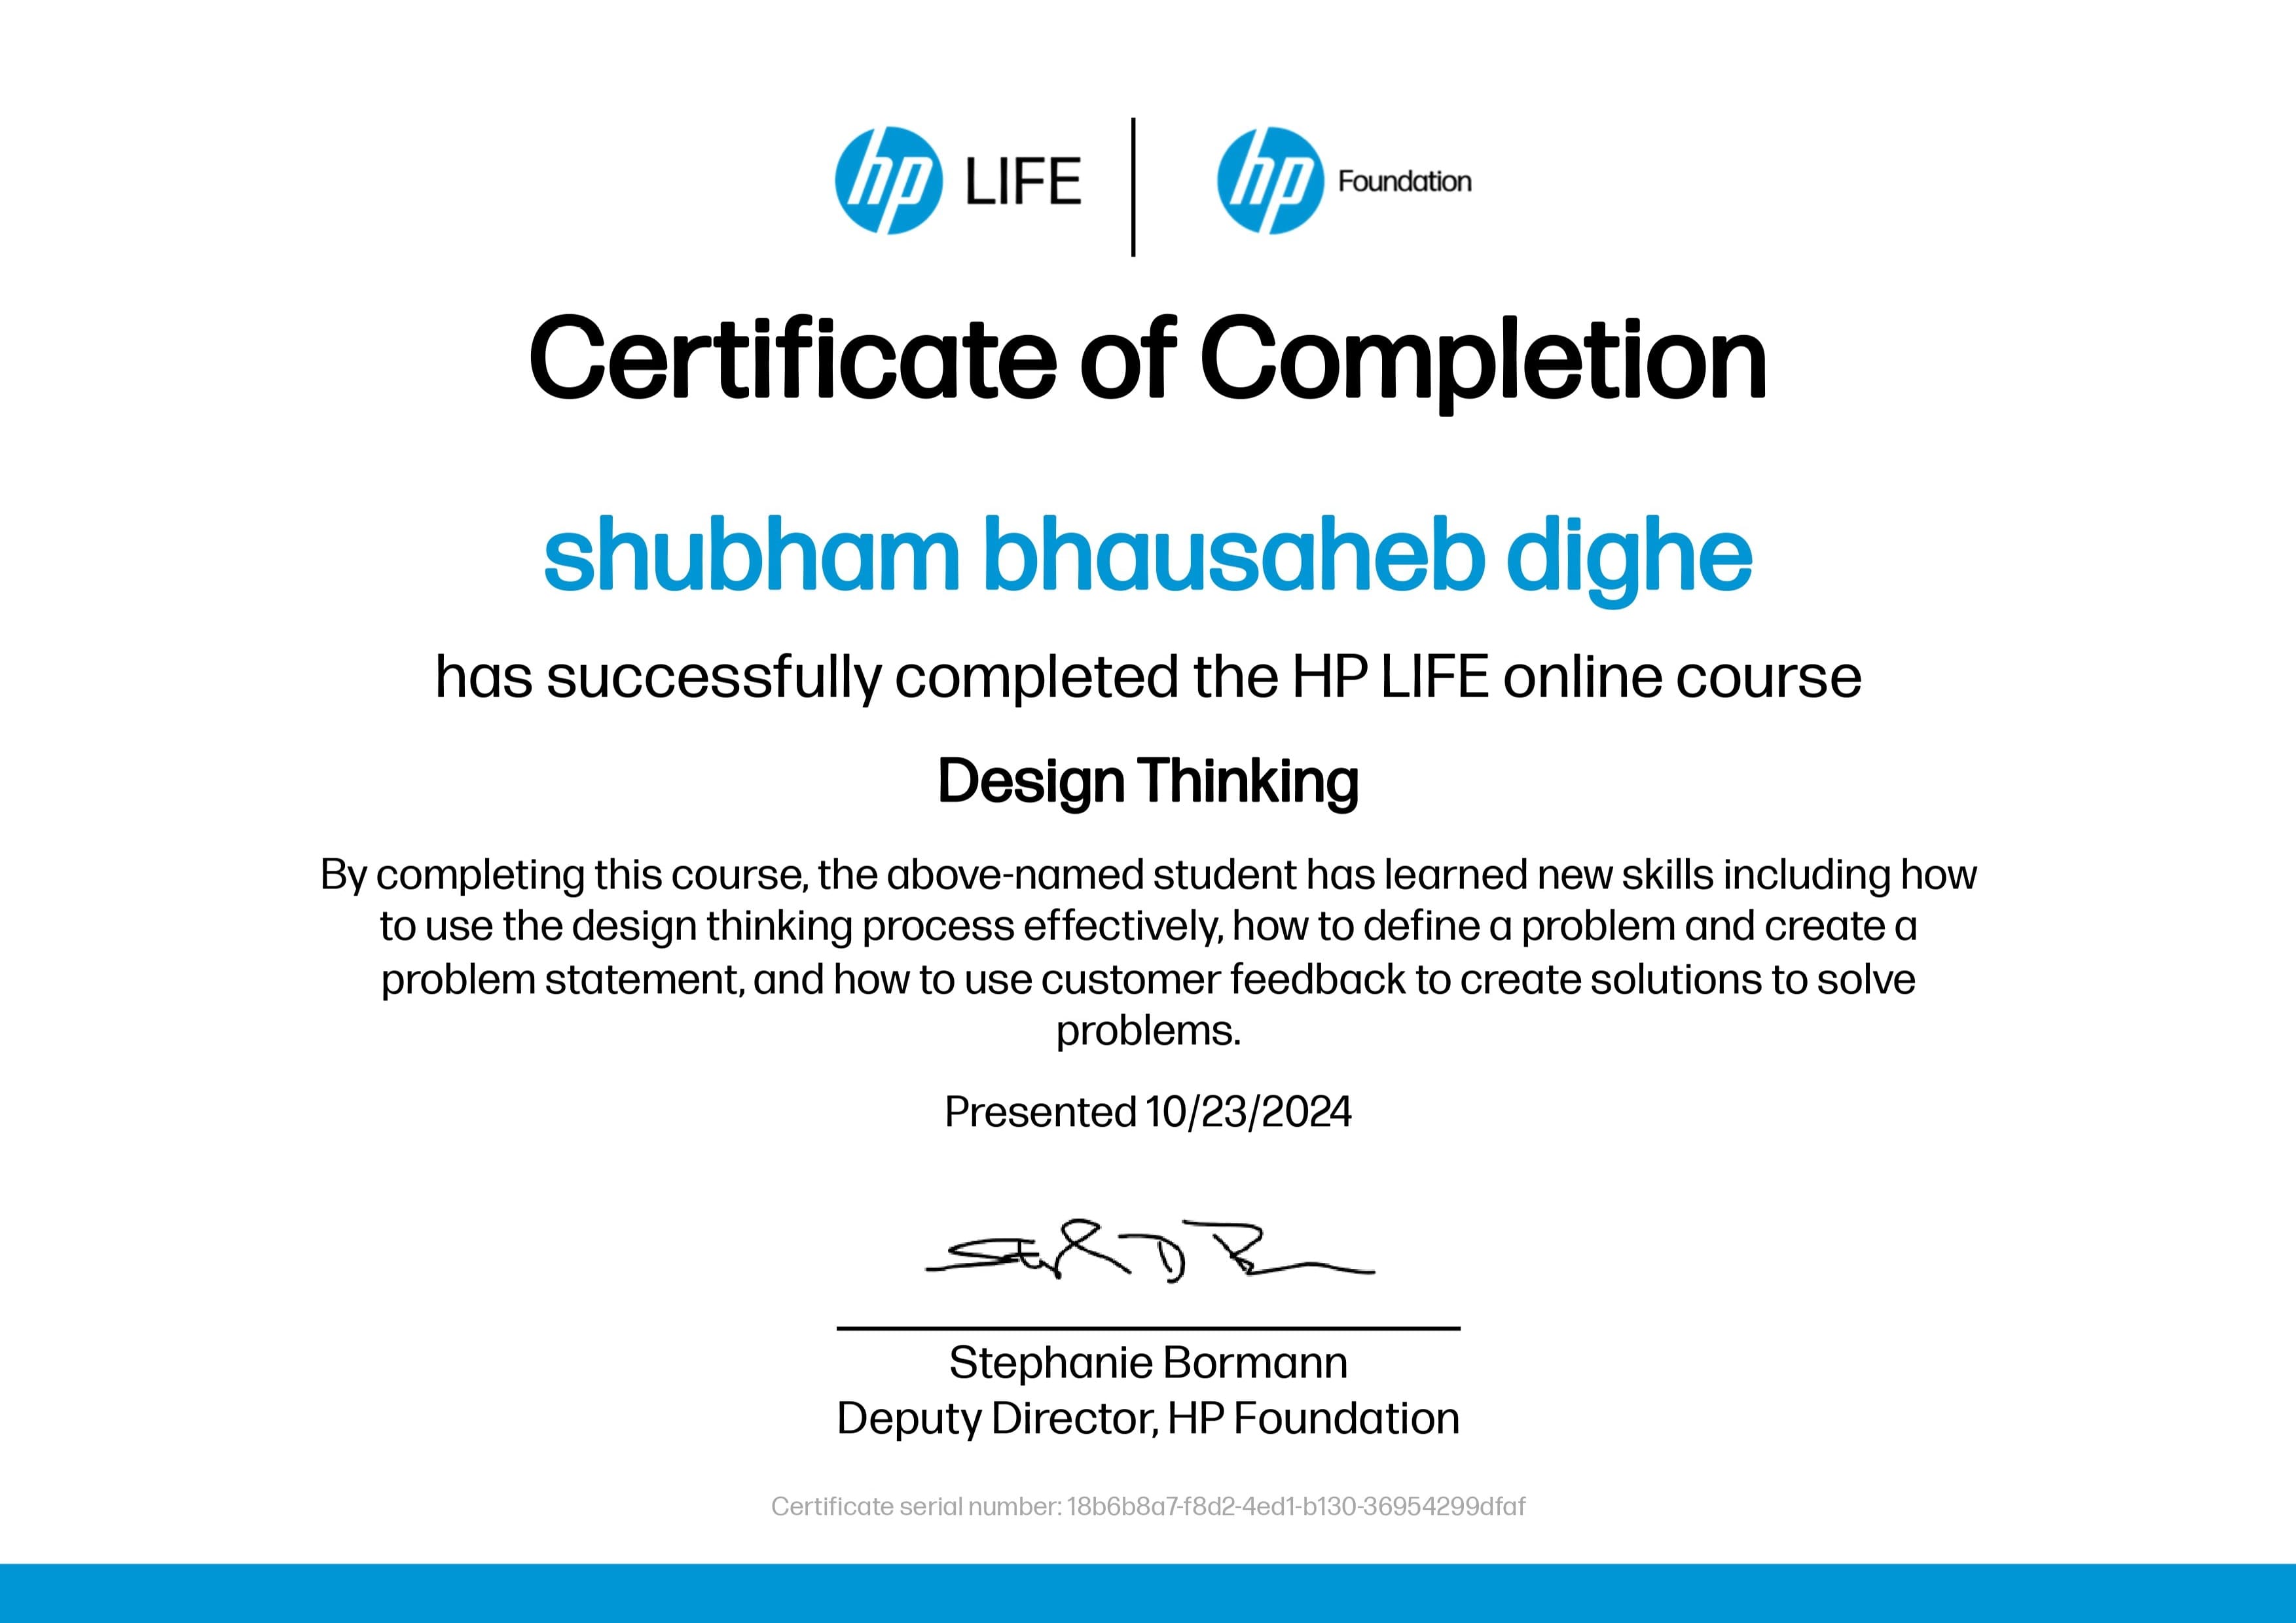 hp LIFE | hp Foundation
Certificate of Completion
shubham bhausaheb dighe
has successfully completed the HP LIFE online course
Design Thinking
By completing this course, the above-named student has learned new skills including how
to use the design thinking process effectively, how to define a problem and create a
problem statement, and how to use customer feedback to create solutions to solve
problems.
Presented 10/23/2024
Stephanie Bormann
Deputy Director, HP Foundation
Certificate serial number: 18b6b8a7-f8d2-4ed1-b130-36954299dfaf